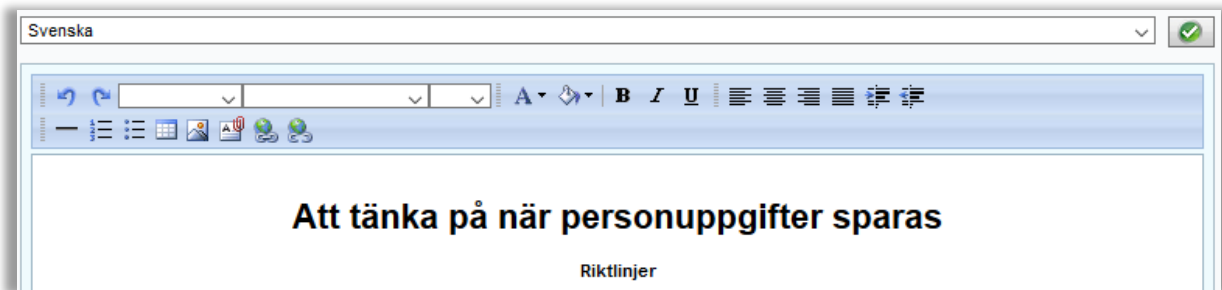 Svenska
A B I U
Att tänka på när personuppgifter sparas
Riktlinjer